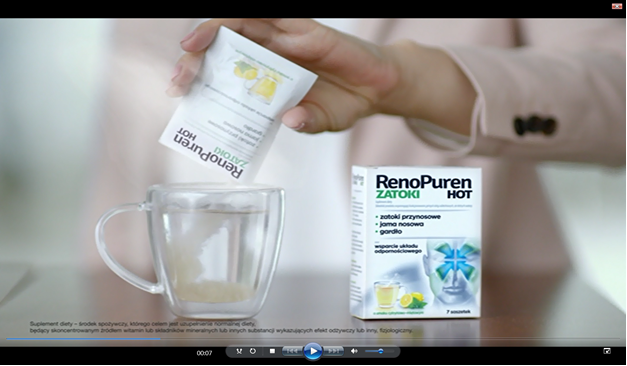 RenoPuren
ZATOKI HOT
RenoPuren
ZATOKI HOT
• zatoki przynosowe
• jama nosowa
• gardło
wsparcie układu
odpornościowego
7 saszetek
Suplement diety – środek spożywczy, którego celem jest uzupełnienie normalnej diety,
będący skoncentrowanym źródłem witamin lub składników mineralnych lub innych substancji wykazujących efekt odżywczy lub inny, fizjologiczny.
00:07